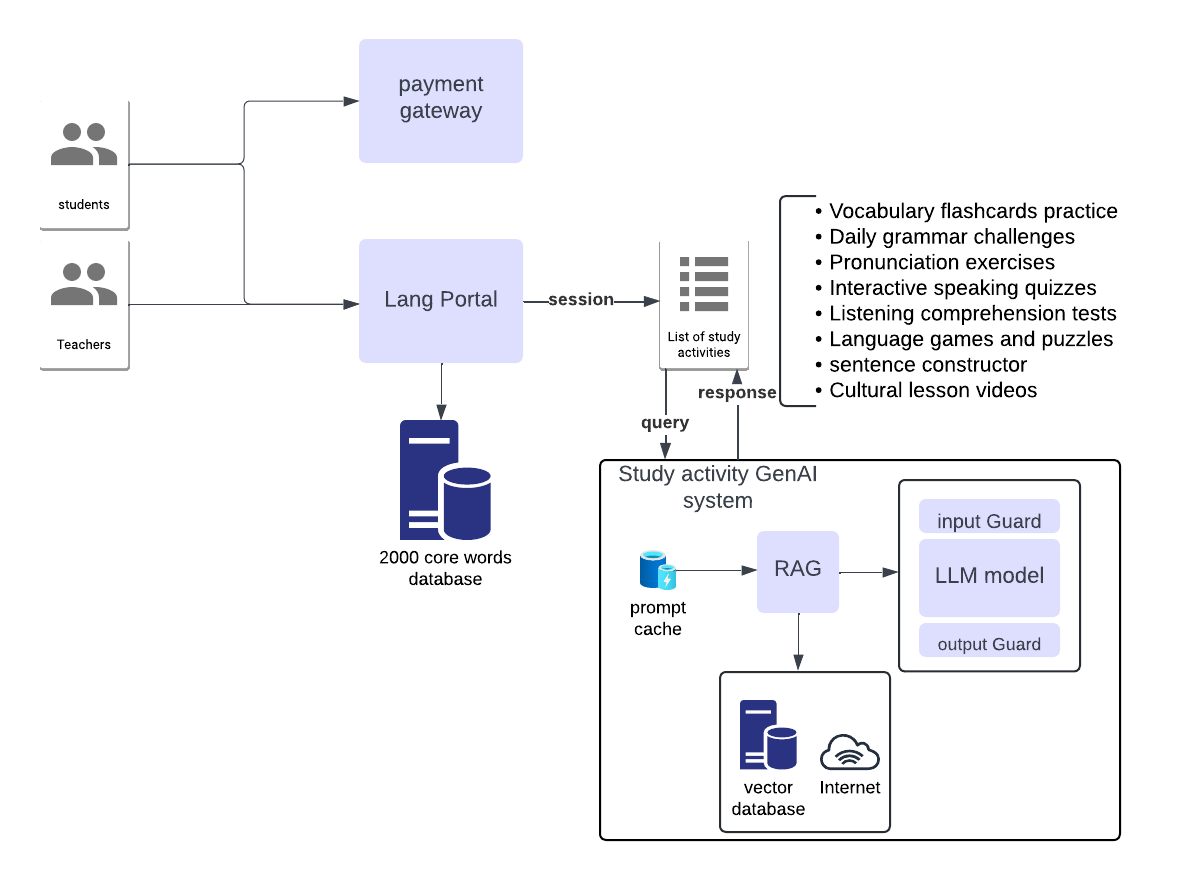 payment
gateway
students
Teachers
Lang Portal
session
List of study
activities
• Vocabulary flashcards practice
• Daily grammar challenges
• Pronunciation exercises
• Interactive speaking quizzes
• Listening comprehension tests
• Language games and puzzles
• sentence constructor
• Cultural lesson videos
response
query
2000 core words
database
Study activity GenAI
system
prompt
cache
RAG
input Guard
LLM model
output Guard
vector
database
Internet